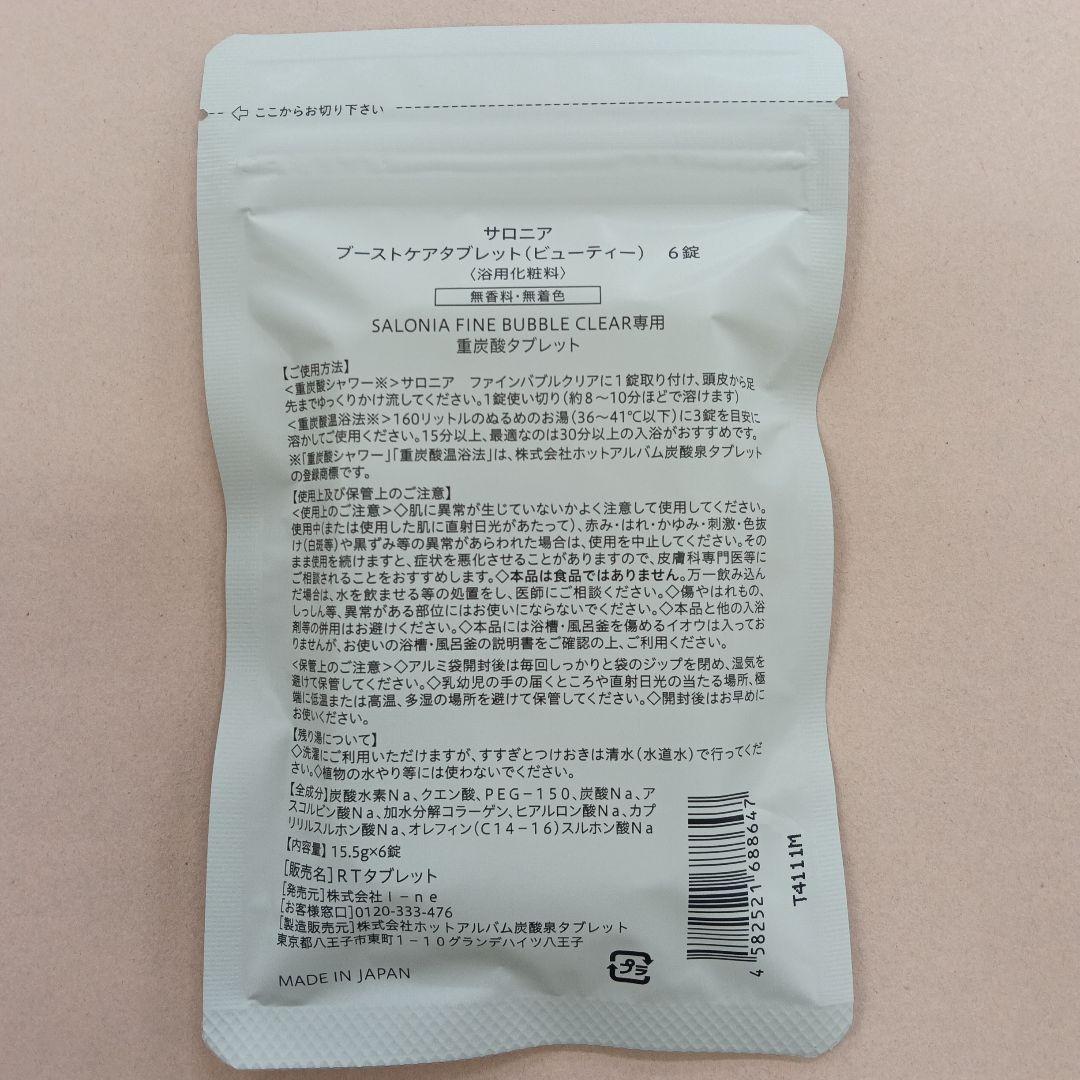 ここからお切り下さい
サロニア
ブーストケアタブレット(ビューティー) 6錠
〈浴用化粧料〉
無香料・無着色
SALONIA FINE BUBBLE CLEAR専用
重炭酸タブレット
【ご使用方法】
<重炭酸シャワー※>サロニア ファインバブルクリアに1錠取り付け、頭皮から足
先までゆっくりかけ流してください。1錠使い切り(約8〜10分ほどで溶けます)
<重炭酸温浴法※>160リットルのぬるめのお湯(36〜41℃以下)に3錠を目安に
溶かしてご使用ください。15分以上、最適なのは30分以上の入浴がおすすめです。
※「重炭酸シャワー」「重炭酸温浴法」は、株式会社ホットアルバム炭酸泉タブレット
の登録商標です。
【使用上及び保管上のご注意】
<使用上のご注意>◇肌に異常が生じていないかよく注意して使用してください。
使用中(または使用した肌に直射日光があたって)、赤み・はれ・かゆみ・刺激・色抜
け(白斑等)や黒ずみ等の異常があらわれた場合は、使用を中止してください。その
まま使用を続けますと、症状を悪化させることがありますので、皮膚科専門医等に
ご相談されることをおすすめします。◇本品は食品ではありません。万一飲み込ん
だ場合は、水を飲ませる等の処置をし、医師にご相談ください。◇傷やはれもの、
しっしん等、異常がある部位にはお使いにならないでください。◇本品と他の入浴
剤等の併用はお避けください。◇本品には浴槽・風呂釜を傷めるイオウは入ってお
りませんが、お使いの浴槽・風呂釜の説明書をご確認の上、ご利用ください。
<保管上のご注意>◇アルミ袋開封後は毎回しっかりと袋のジップを閉め、湿気を
避けて保管してください。◇乳幼児の手の届くところや直射日光の当たる場所、極
端に低温または高温、多湿の場所を避けて保管してください。◇開封後はお早めに
お使いください。
【残り湯について】
◇洗濯にご利用いただけますが、すすぎとつけおきは清水(水道水)で行ってくだ
さい。◇植物の水やり等には使わないでください。
【全成分】炭酸水素Na、クエン酸、PEG-150、炭酸Na、ア
スコルビン酸Na、加水分解コラーゲン、ヒアルロン酸Na、カプ
リリルスルホン酸Na、オレフィン(C14-16)スルホン酸Na
【内容量】15.5g×6錠
[販売名]RTタブレット
[発売元]株式会社I-ne
[お客様窓口]0120-333-476
[製造販売元]株式会社ホットアルバム炭酸泉タブレット
東京都八王子市東町1-10グランデハイツ八王子
MADE IN JAPAN
プラ
4 582521 688647
T4111M